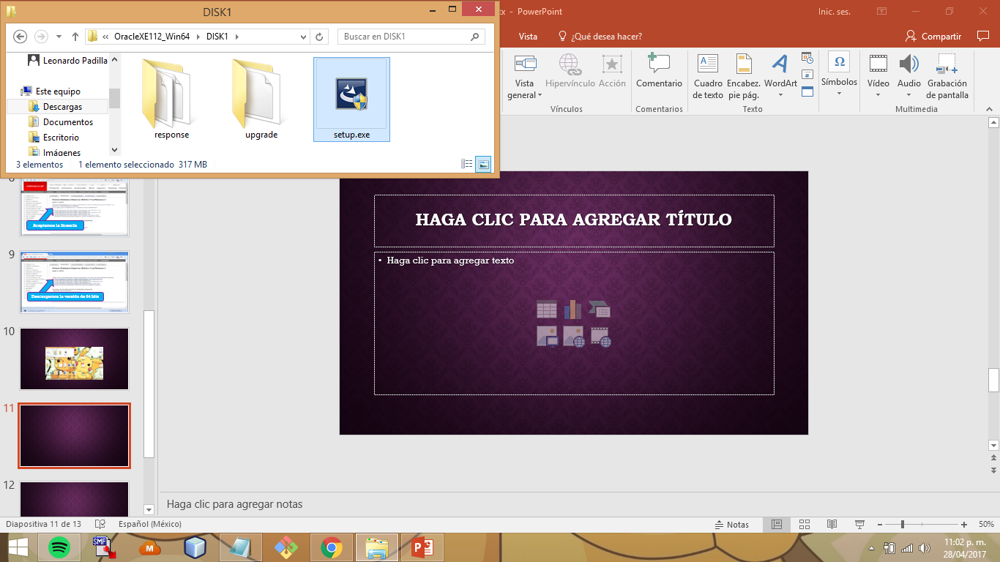 DISK1
x - PowerPoint
Inic. ses.
OracleXE112_Win64
DISK1
Buscar en DISK1
Vista
¿Qué desea hacer?
Compartir
Leonardo Padilla
Este equipo
Descargas
Documentos
Escritorio
Imágenes
response
upgrade
setup.exe
3 elementos
1 elemento seleccionado 317 MB
Vista
general
Hipervínculo
Acción
Vínculos
Comentario
Comentarios
Cuadro
de texto
Encabez.
pie pág.
WordArt
Texto
Símbolos
Vídeo
Audio
Grabación
de pantalla
Multimedia
Aceptamos la licencia
9
Descargamos la versión de 64 bits
10
11
12
HAGA CLIC PARA AGREGAR TÍTULO
• Haga clic para agregar texto
Haga clic para agregar notas
Diapositiva 11 de 13
Español (México)
Notas
50%
SMF
11:02 p. m.
28/04/2017